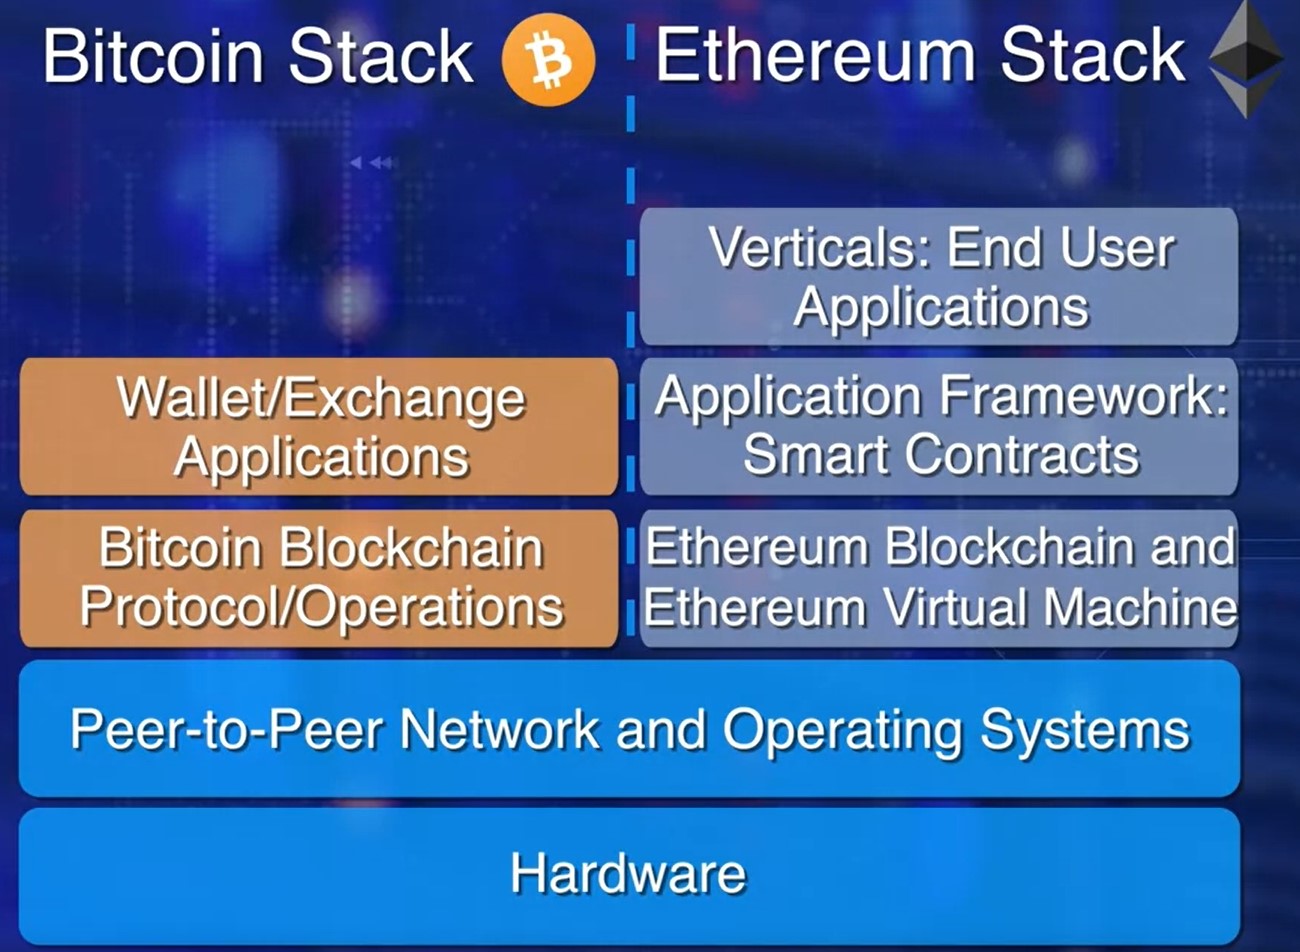 Bitcoin Stack
Ethereum Stack
Verticals: End User
Applications
Wallet/Exchange
Applications
Application Framework:
Smart Contracts
Bitcoin Blockchain
Protocol/Operations
Ethereum Blockchain and
Ethereum Virtual Machine
Peer-to-Peer Network and Operating Systems
Hardware